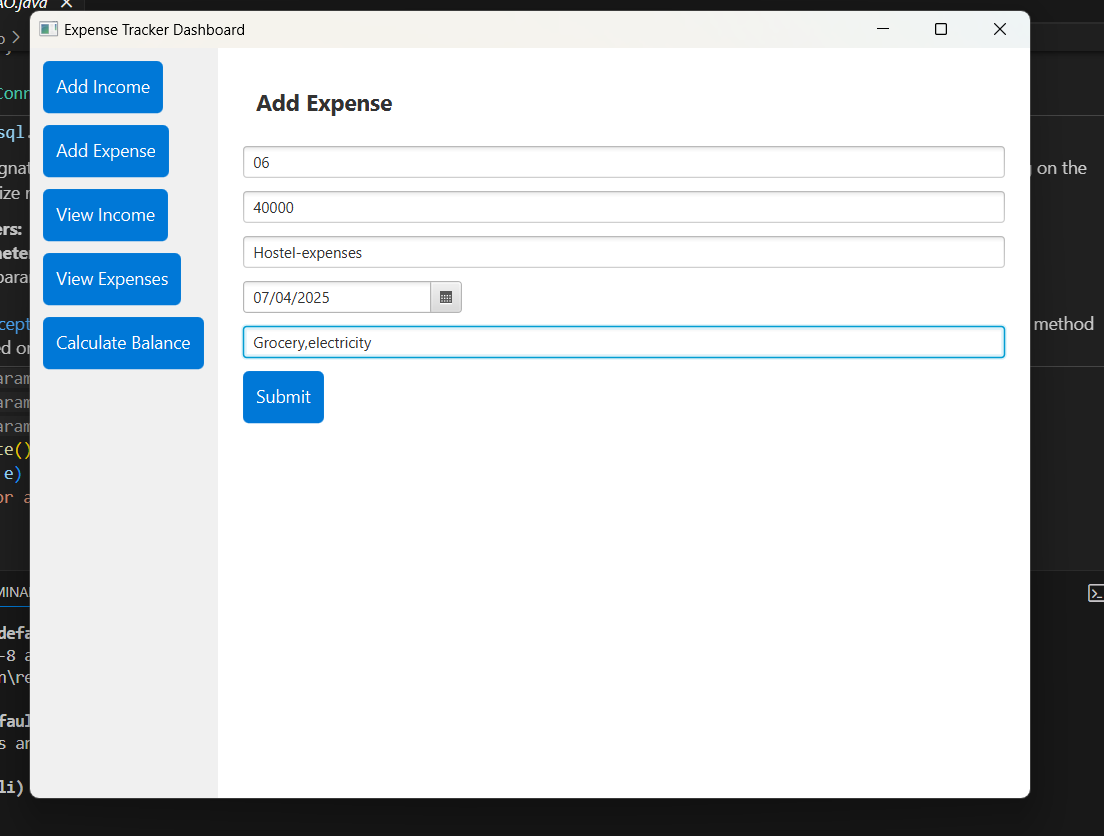 AO.java
Expense Tracker Dashboard
Add Income
Add Expense
View Income
View Expenses
Calculate Balance
Add Expense
06
40000
Hostel-expenses
07/04/2025
Grocery,electricity
Submit
on the
method
sql.
e)